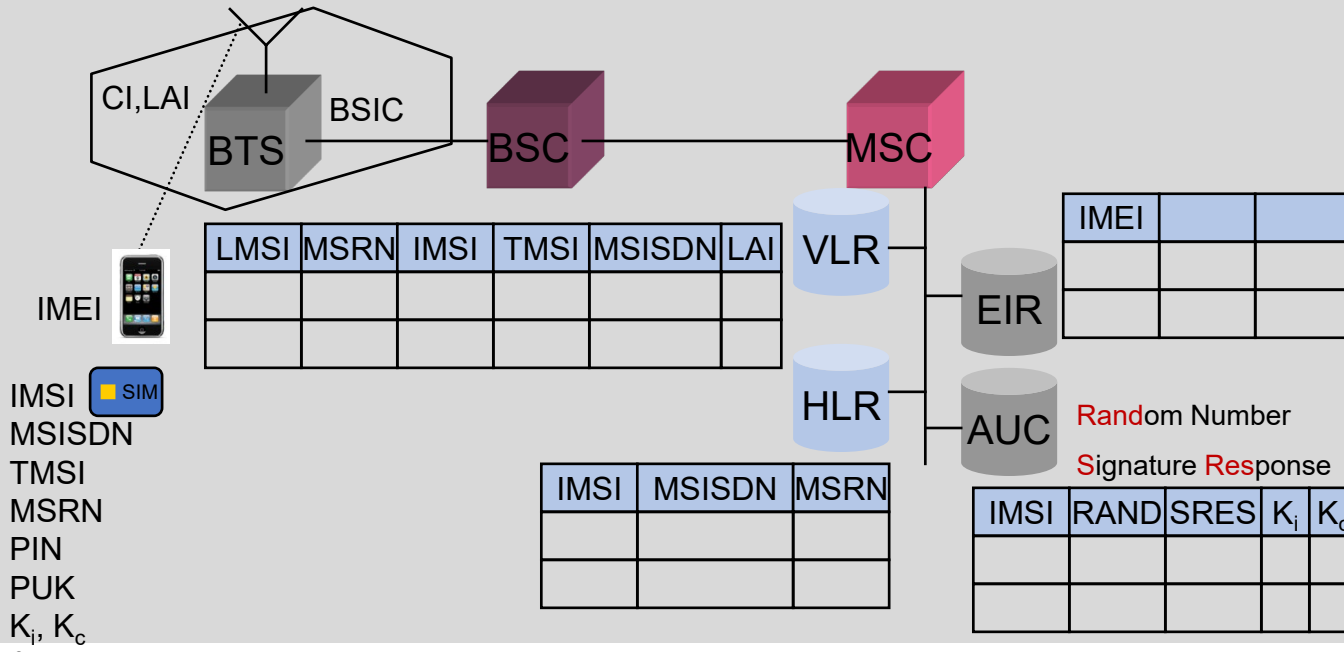 CI,LAI
BSIC
BTS
BSC
MSC
LMSI MSRN IMSI TMSI MSISDN LAI
VLR
IMEI
EIR
IMEI
IMSI
SIM
MSISDN
TMSI
MSRN
PIN
PUK
Ki, Kc
HLR
AUC
Random Number
Signature Response
IMSI MSISDN MSRN
IMSI RAND SRES Ki Kc